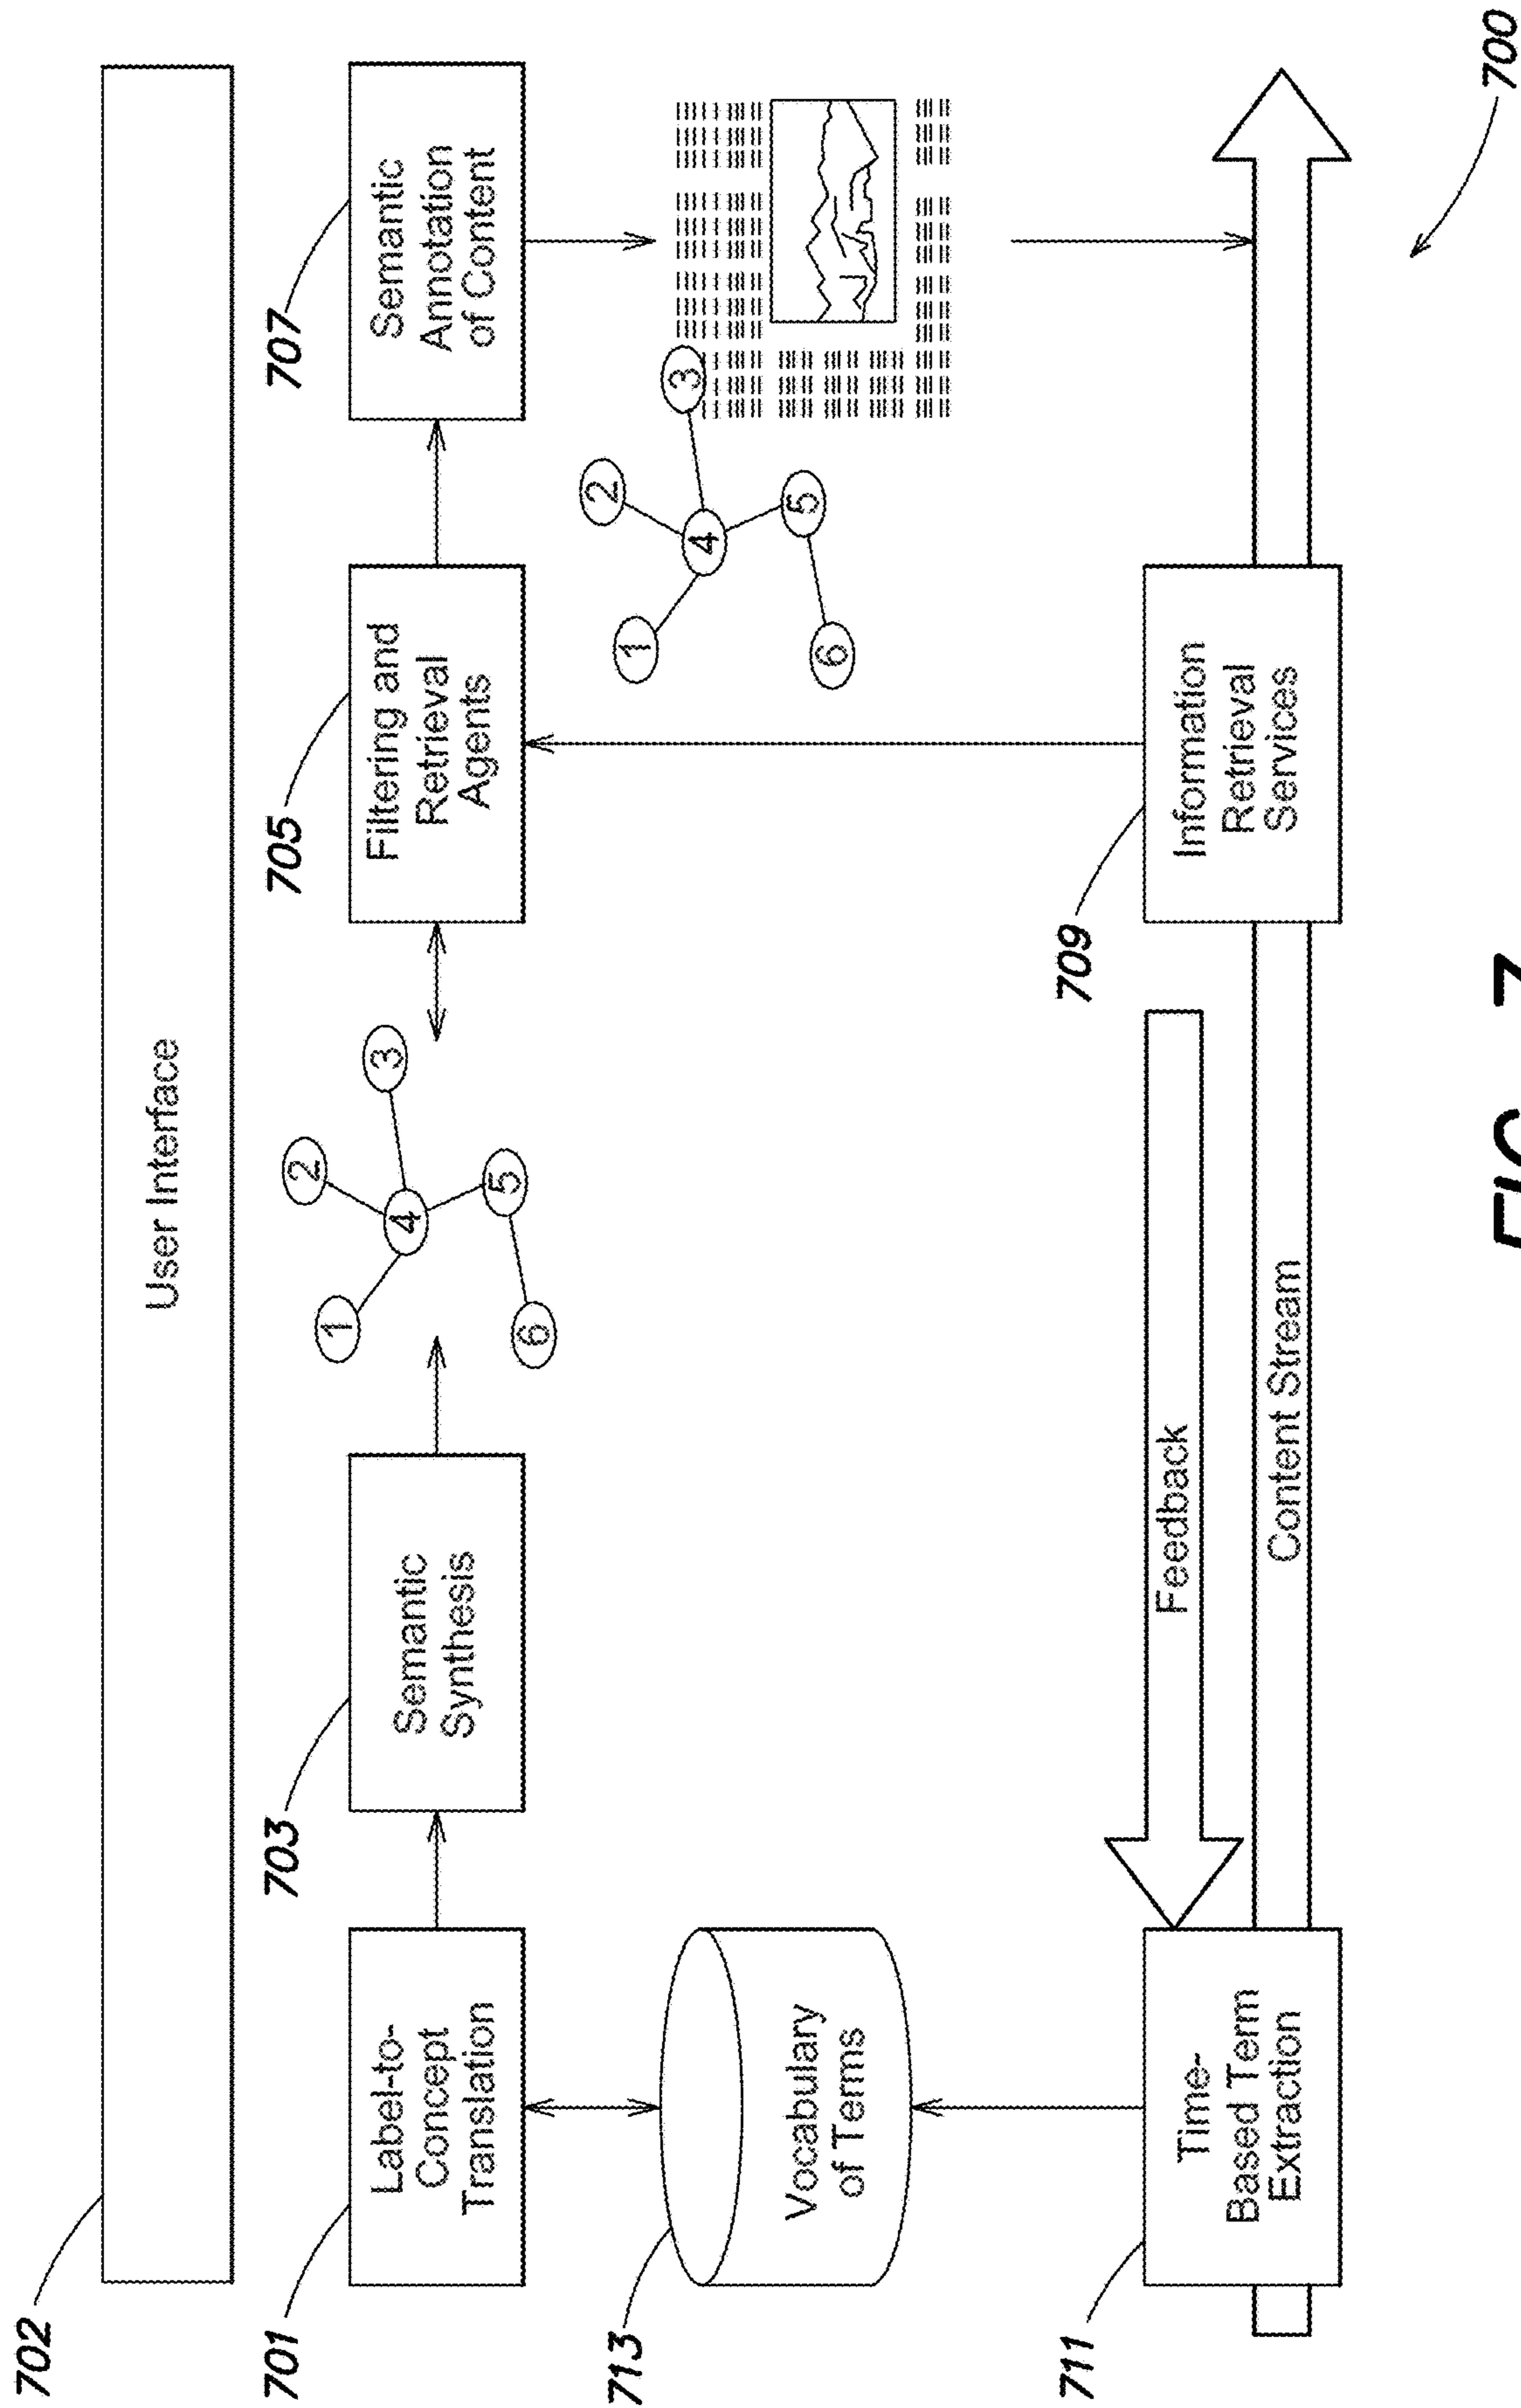 702
User Interface
701
Label-to-
Concept
Translation
703
Semantic
Synthesis
1
2
3
4
5
6
705
Filtering and
Retrieval
Agents
707
Semantic
Annotation
of Content
1
2
3
4
5
6
713
Vocabulary
of Terms
711
Time-
Based Term
Extraction
Feedback
Content Stream
709
Information
Retrieval
Services
700
FIG. 7